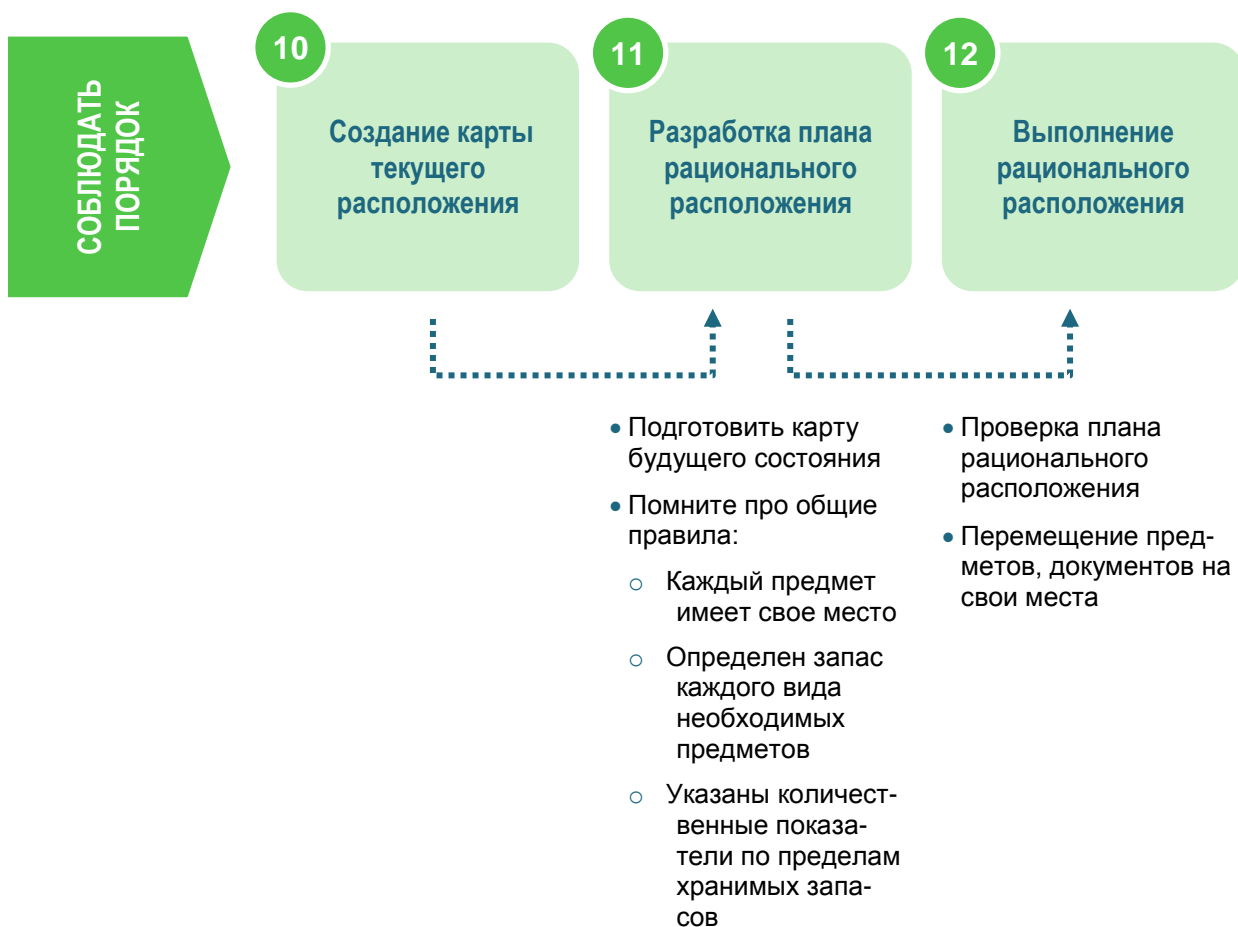 СОБЛЮДАТЬ
ПОРЯДОК
10
Создание карты
текущего
расположения
11
Разработка плана
рационального
расположения
12
Выполнение
рационального
расположения
• Подготовить карту
будущего состояния
• Помните про общие
правила:
o Каждый предмет
имеет свое место
o Определен запас
каждого вида
необходимых
предметов
o Указаны количест-
венные показа-
тели по пределам
хранимых запа-
сов
• Проверка плана
рационального
расположения
• Перемещение пред-
метов, документов на
свои места